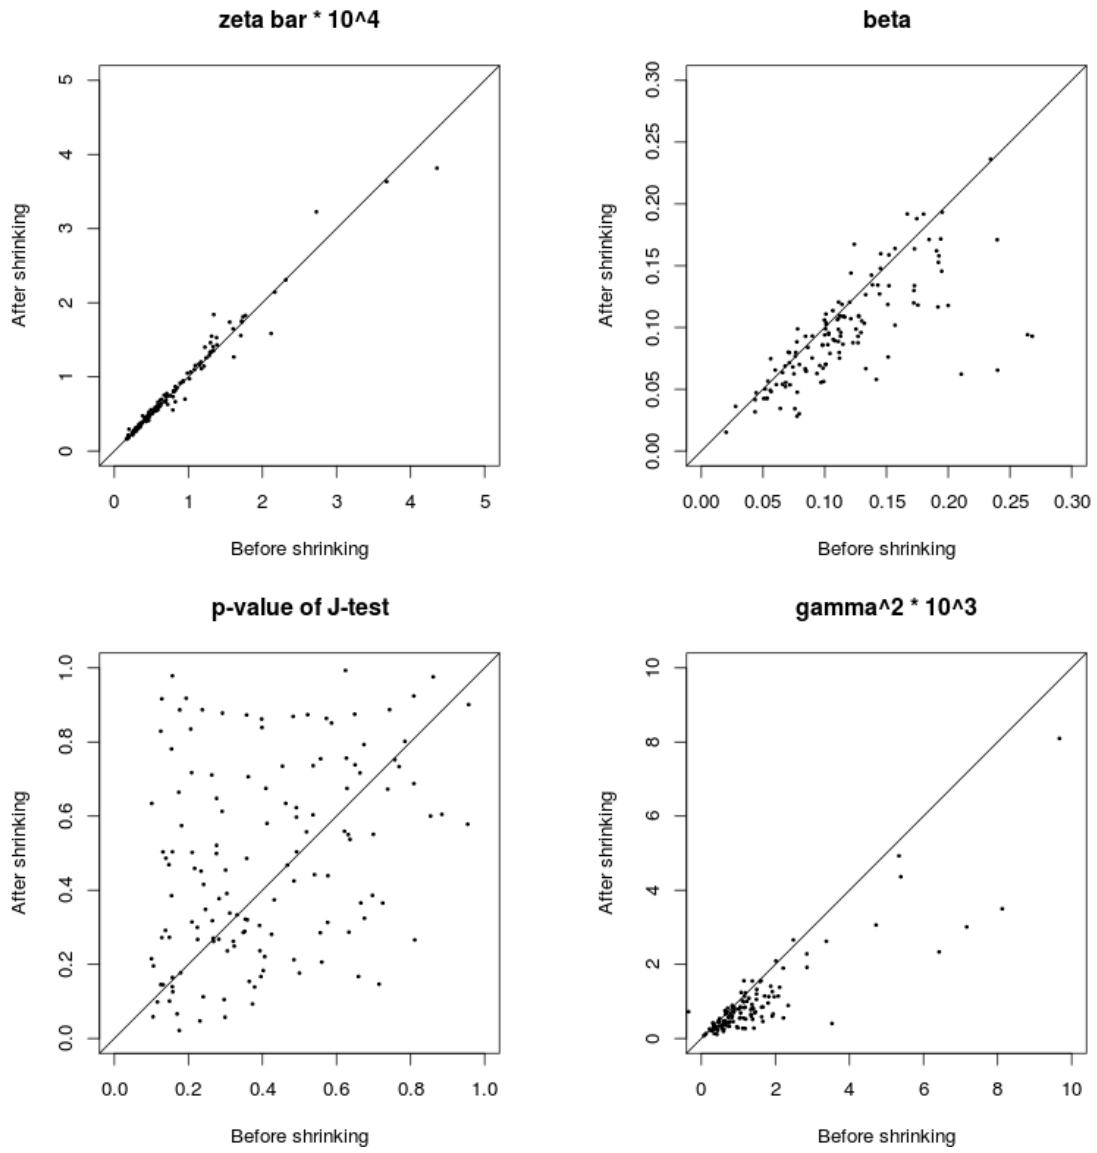 zeta bar * 10^4
After shrinking
0 1 2 3 4 5
0 1 2 3 4 5
Before shrinking
beta
After shrinking
0.00 0.05 0.10 0.15 0.20 0.25 0.30
0.00 0.05 0.10 0.15 0.20 0.25 0.30
Before shrinking
p-value of J-test
After shrinking
0.0 0.2 0.4 0.6 0.8 1.0
0.0 0.2 0.4 0.6 0.8 1.0
Before shrinking
gamma^2 * 10^3
After shrinking
0 2 4 6 8 10
0 2 4 6 8 10
Before shrinking